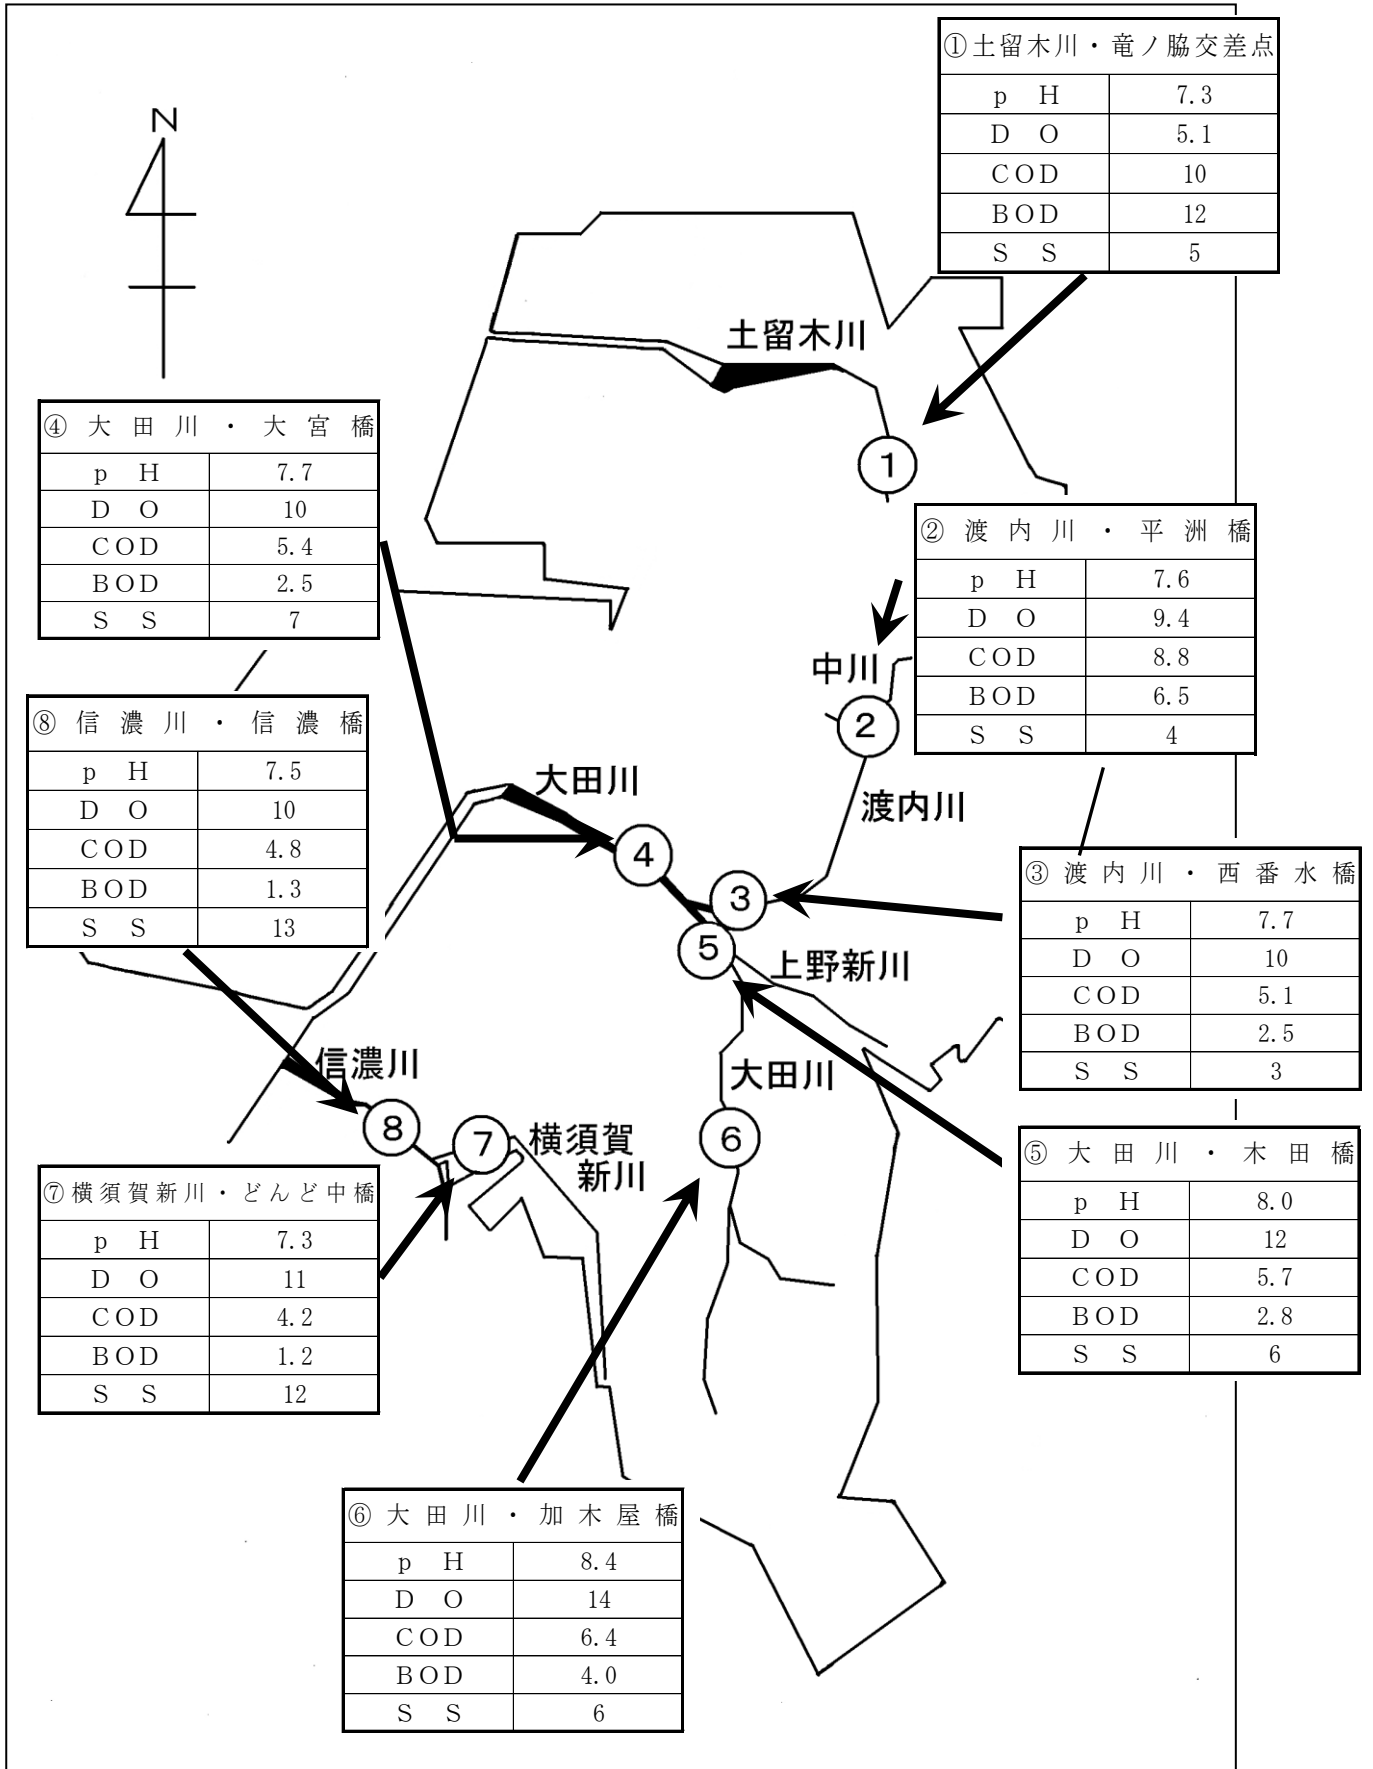 ①土留木川・竜ノ脇交差点
pH 7.3
DO 5.1
COD 10
BOD 12
SS 5
N
土留木川
1
④大田川・大宮橋
pH 7.7
DO 10
COD 5.4
BOD 2.5
SS 7
②渡内川・平洲橋
pH 7.6
DO 9.4
COD 8.8
BOD 6.5
SS 4
中川
2
⑧信濃川・信濃橋
pH 7.5
DO 10
COD 4.8
BOD 1.3
SS 13
大田川
渡内川
4
3
5
上野新川
③渡内川・西番水橋
pH 7.7
DO 10
COD 5.1
BOD 2.5
SS 3
信濃川
大田川
8
7
横須賀
新川
6
⑤大田川・木田橋
pH 8.0
DO 12
COD 5.7
BOD 2.8
SS 6
⑦横須賀新川・どんど中橋
pH 7.3
DO 11
COD 4.2
BOD 1.2
SS 12
⑥大田川・加木屋橋
pH 8.4
DO 14
COD 6.4
BOD 4.0
SS 6